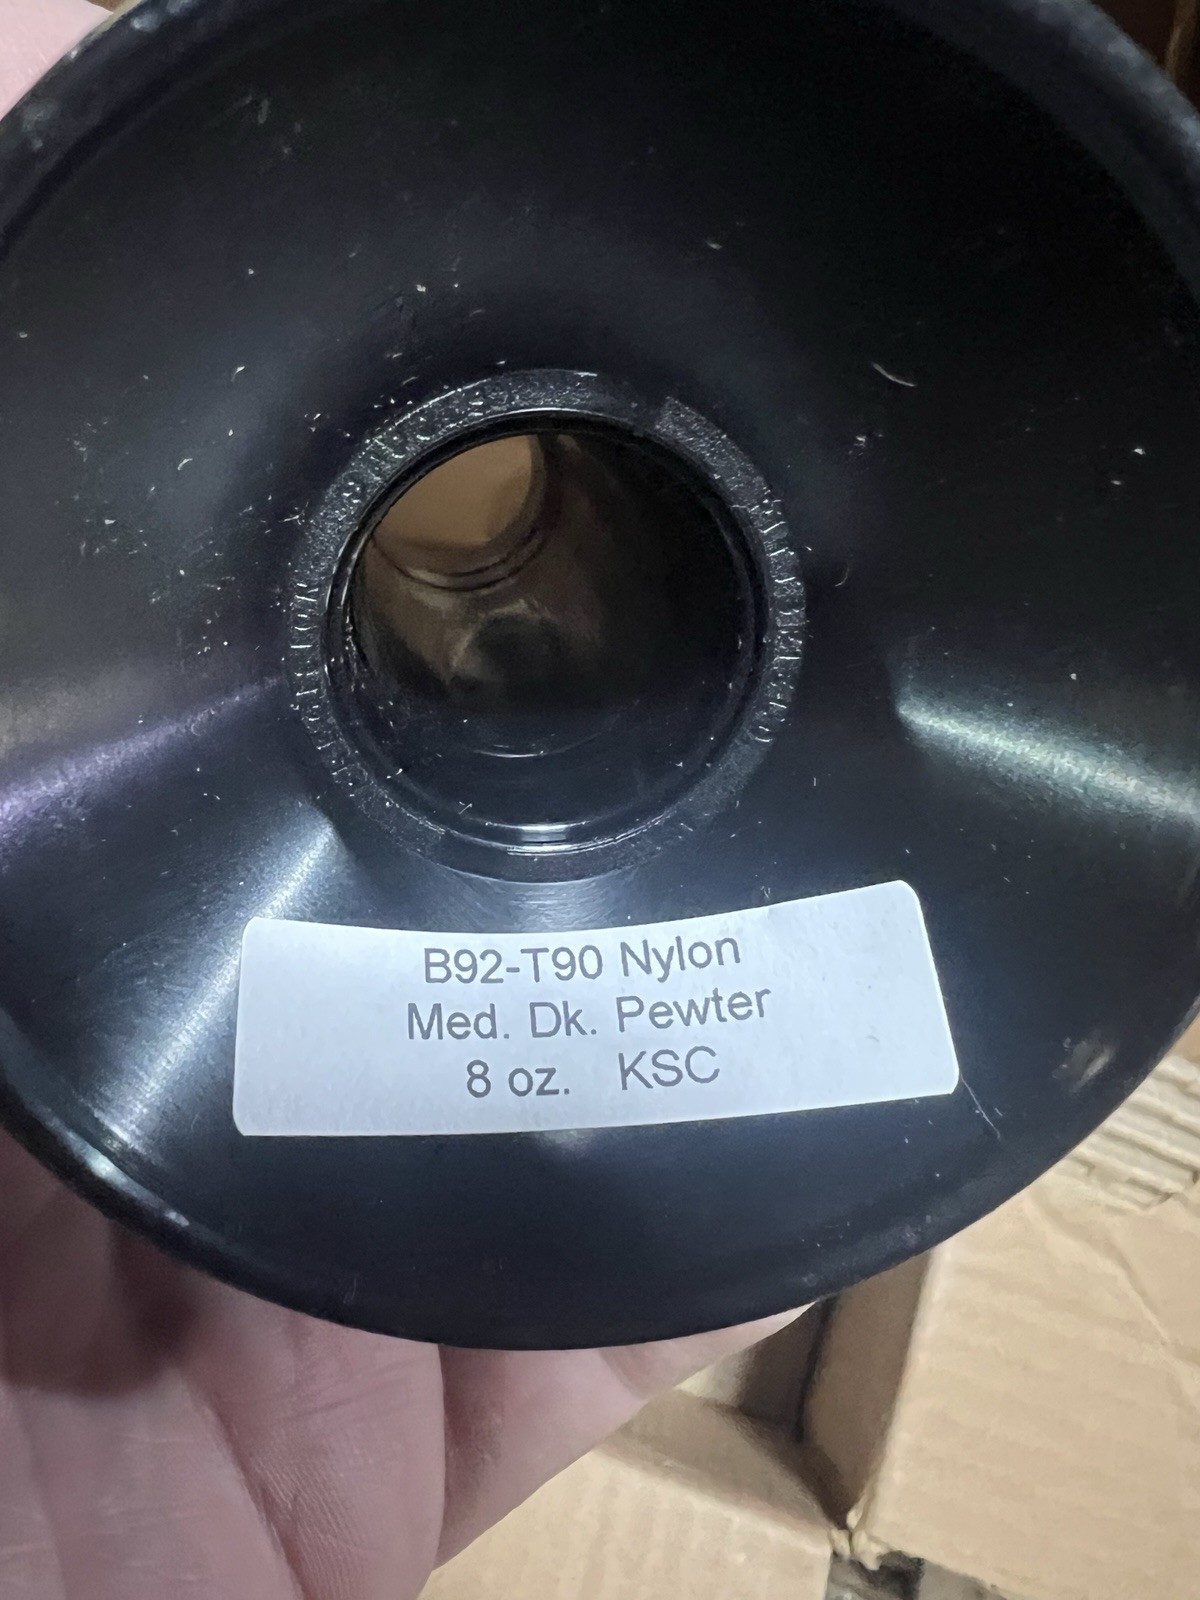 B92-T90 Nylon
Med. Dk. Pewter
8 oz. KSC